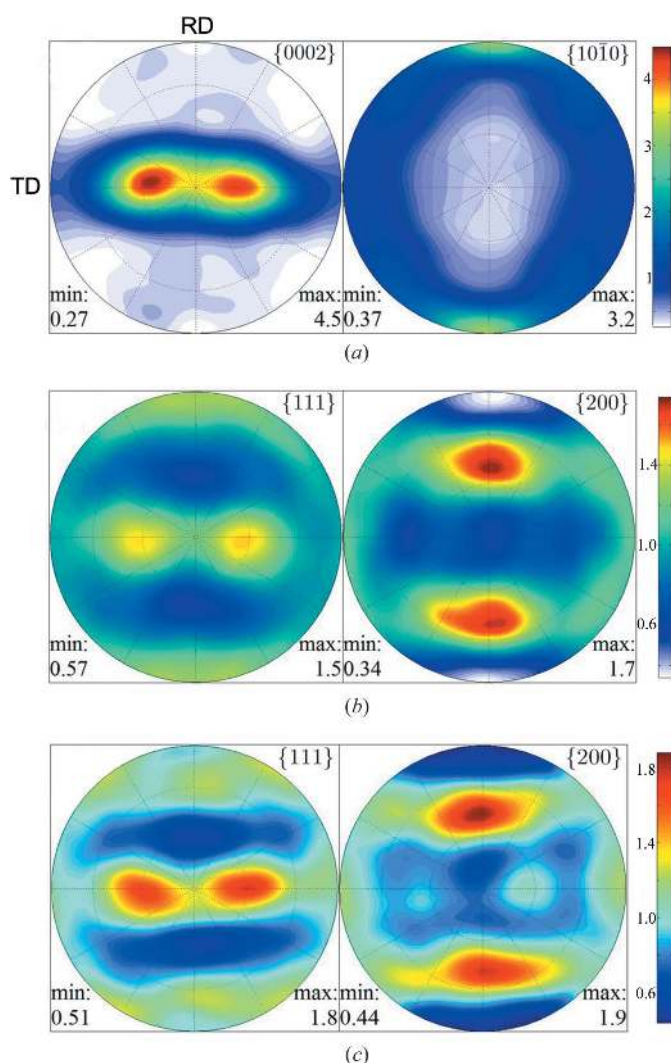 RD
TD
{0002}
{101̄0}
min:
0.27
max:
4.5
min:
0.37
max:
3.2
4
3
2
1
(a)
{111}
{200}
min:
0.57
max:
1.5
min:
0.34
max:
1.7
1.4
1.0
0.6
(b)
{111}
{200}
min:
0.51
max:
1.8
min:
0.44
max:
1.9
1.8
1.4
1.0
0.6
(c)